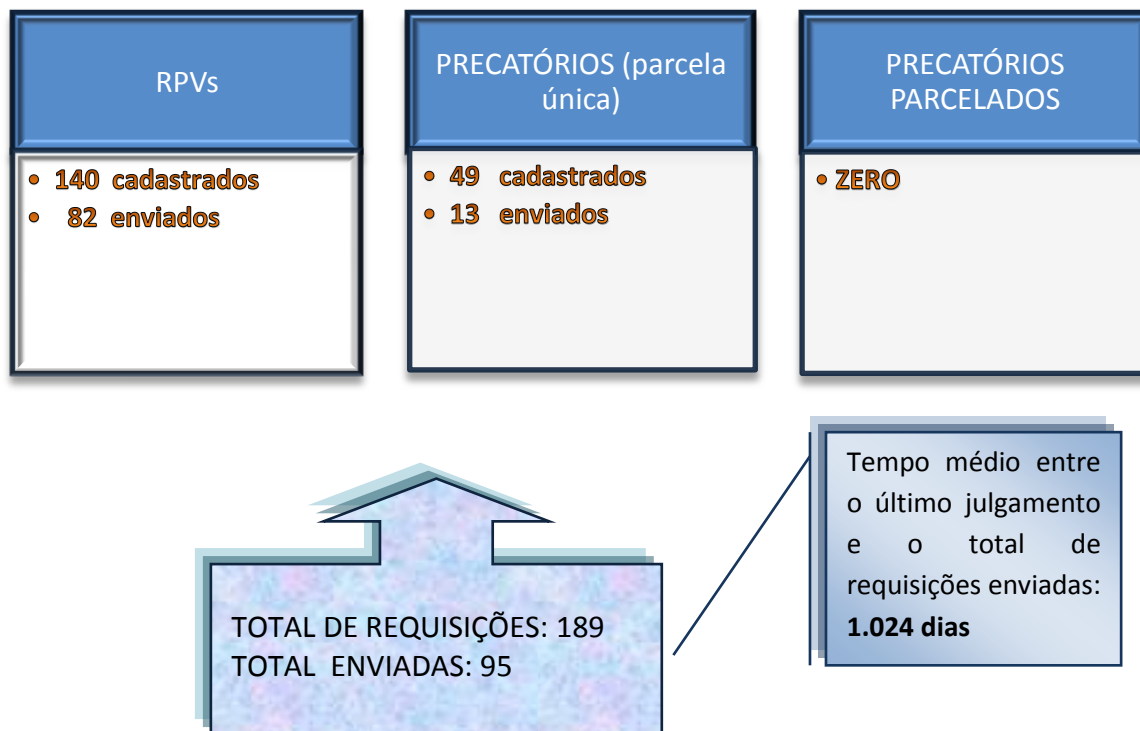 RPVs
• 140 cadastrados
• 82 enviados
PRECATÓRIOS (parcela
única)
• 49 cadastrados
• 13 enviados
PRECATÓRIOS
PARCELADOS
• ZERO
TOTAL DE REQUISIÇÕES: 189
TOTAL ENVIADAS: 95
Tempo médio entre
o último julgamento
e o total de
requisições enviadas:
1.024 dias